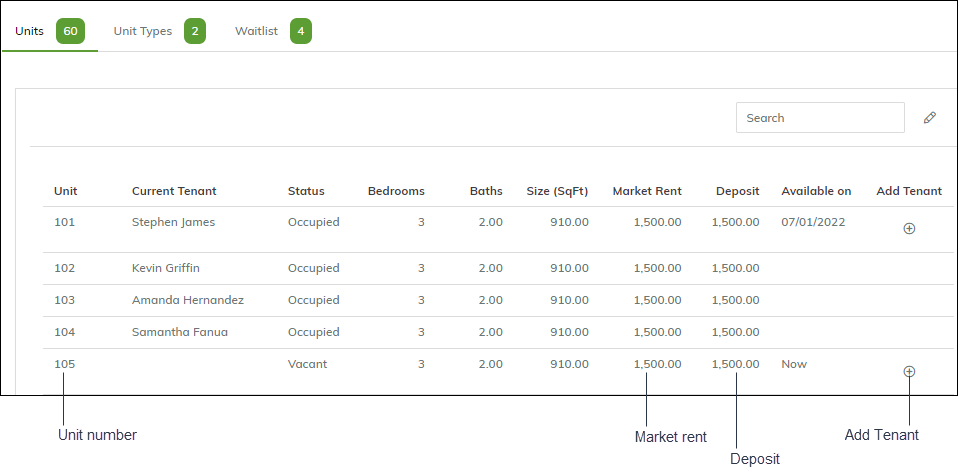 Units 60 Unit Types 2 Waitlist 4
Search
Unit Current Tenant Status Bedrooms Baths Size (SqFt) Market Rent Deposit Available on Add Tenant
101 Stephen James Occupied 3 2.00 910.00 1,500.00 1,500.00 07/01/2022
102 Kevin Griffin Occupied 3 2.00 910.00 1,500.00 1,500.00
103 Amanda Hernandez Occupied 3 2.00 910.00 1,500.00 1,500.00
104 Samantha Fanua Occupied 3 2.00 910.00 1,500.00 1,500.00
105 Vacant 3 2.00 910.00 1,500.00 1,500.00 Now
Unit number Market rent Add Tenant
Deposit